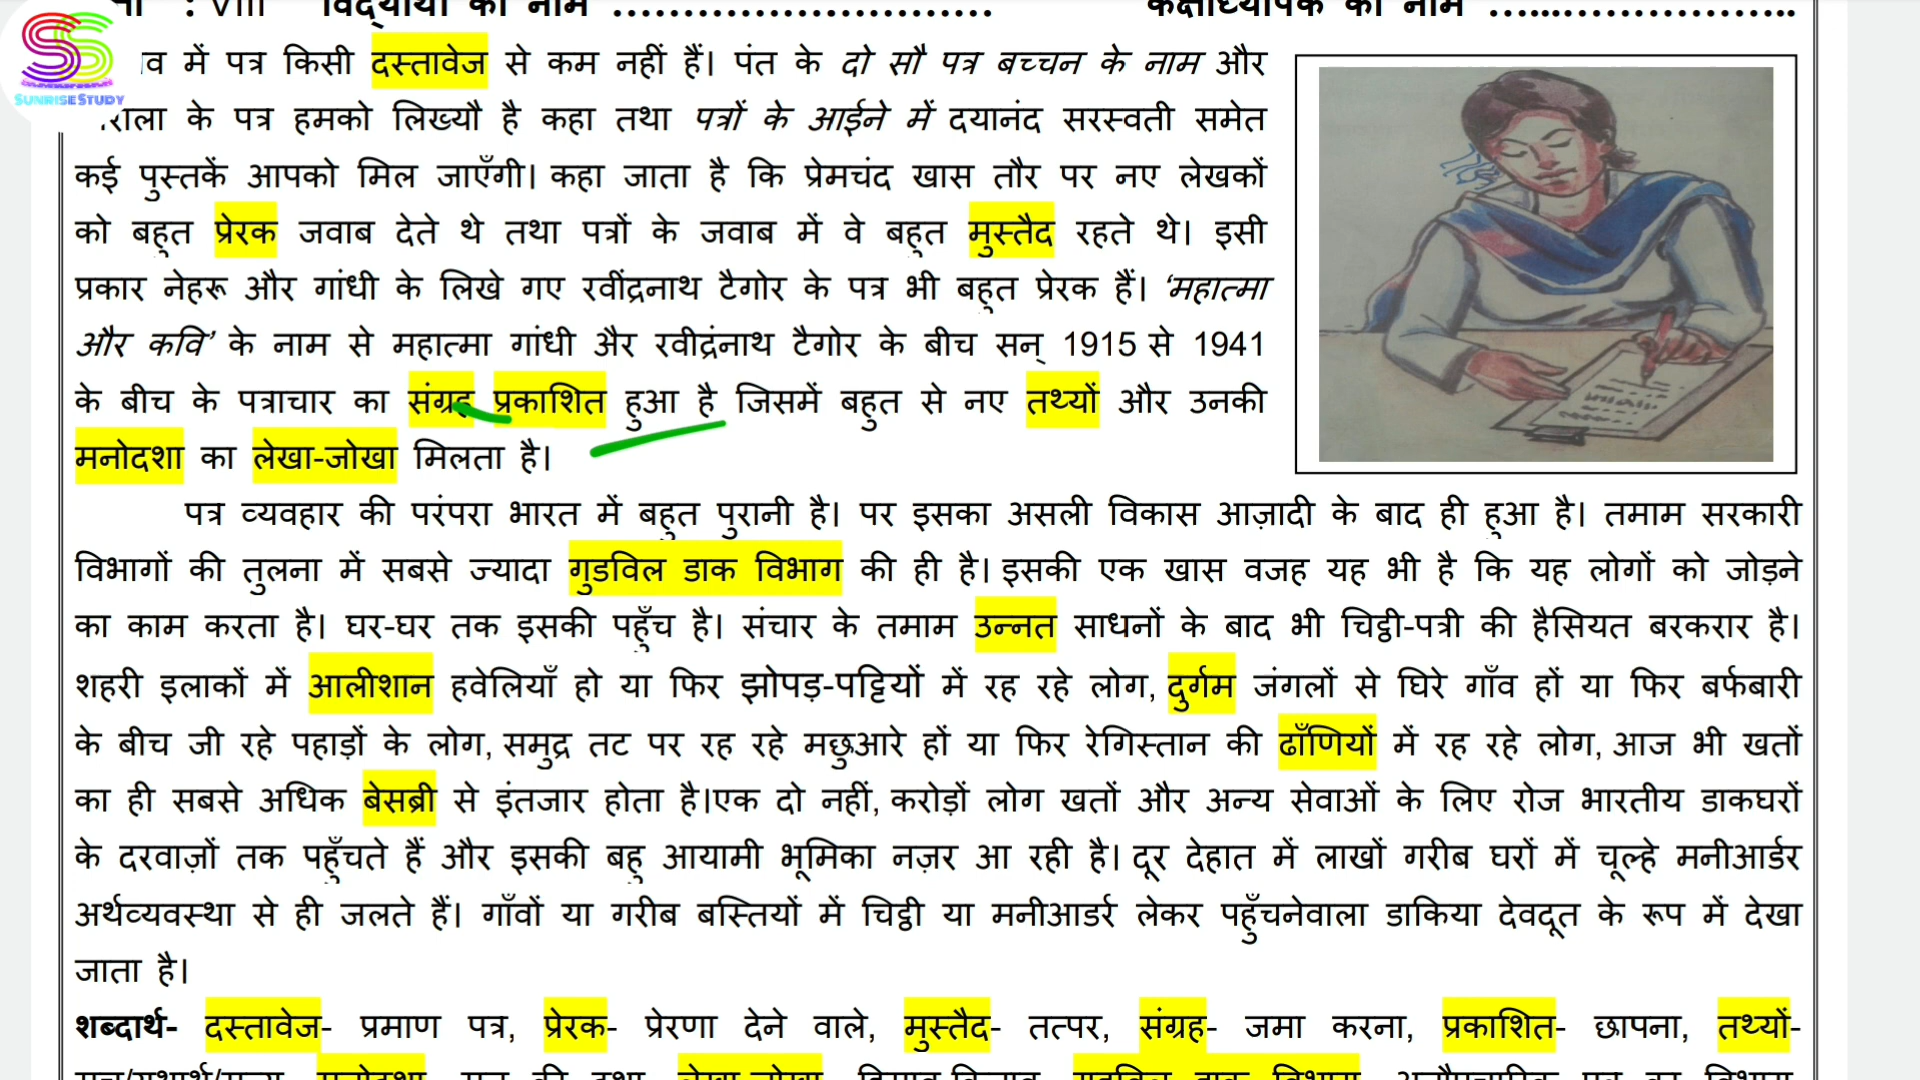 : VIII विद्यार्थी का नाम ........................... कक्षाध्यापक का नाम ......................
SUNRISESTUDY
में पत्र किसी दस्तावेज से कम नहीं हैं। पंत के दो सौ पत्र बच्चन के नाम और
के पत्र हमको लिख्यौ है कहा तथा पत्रों के आईने में दयानंद सरस्वती समेत
कई पुस्तकें आपको मिल जाएँगी। कहा जाता है कि प्रेमचंद खास तौर पर नए लेखकों
को बहुत प्रेरक जवाब देते थे तथा पत्रों के जवाब में वे बहुत मुस्तैद रहते थे। इसी
प्रकार नेहरू और गांधी के लिखे गए रवींद्रनाथ टैगोर के पत्र भी बहुत प्रेरक हैं। ‘महात्मा
और कवि’ के नाम से महात्मा गांधी और रवीद्रंनाथ टैगोर के बीच सन् 1915 से 1941
के बीच के पत्राचार का संग्रह प्रकाशित हुआ है जिसमें बहुत से नए तथ्यों और उनकी
मनोदशा का लेखा-जोखा मिलता है।
पत्र व्यवहार की परंपरा भारत में बहुत पुरानी है। पर इसका असली विकास आज़ादी के बाद ही हुआ है। तमाम सरकारी
विभागों की तुलना में सबसे ज्यादा गुडविल डाक विभाग की ही है। इसकी एक खास वजह यह भी है कि यह लोगों को जोड़ने
का काम करता है। घर-घर तक इसकी पहुँच है। संचार के तमाम उन्नत साधनों के बाद भी चिट्ठी-पत्री की हैसियत बरकरार है।
शहरी इलाकों में आलीशान हवेलियाँ हो या फिर झोपड़-पट्टियों में रह रहे लोग, दुर्गम जंगलों से घिरे गाँव हों या फिर बर्फबारी
के बीच जी रहे पहाड़ों के लोग, समुद्र तट पर रह रहे मछुआरे हों या फिर रेगिस्तान की ढाँणियों में रह रहे लोग, आज भी खतों
का ही सबसे अधिक बेसब्री से इंतजार होता है।एक दो नहीं, करोड़ों लोग खतों और अन्य सेवाओं के लिए रोज भारतीय डाकघरों
के दरवाज़ों तक पहुँचते हैं और इसकी बहु आयामी भूमिका नज़र आ रही है। दूर देहात में लाखों गरीब घरों में चूल्हे मनीआर्डर
अर्थव्यवस्था से ही जलते हैं। गाँवों या गरीब बस्तियों में चिट्ठी या मनीआडर्र लेकर पहुँचनेवाला डाकिया देवदूत के रूप में देखा
जाता है।
शब्दार्थ- दस्तावेज- प्रमाण पत्र, प्रेरक- प्रेरणा देने वाले, मुस्तैद- तत्पर, संग्रह- जमा करना, प्रकाशित- छापना, तथ्यों-